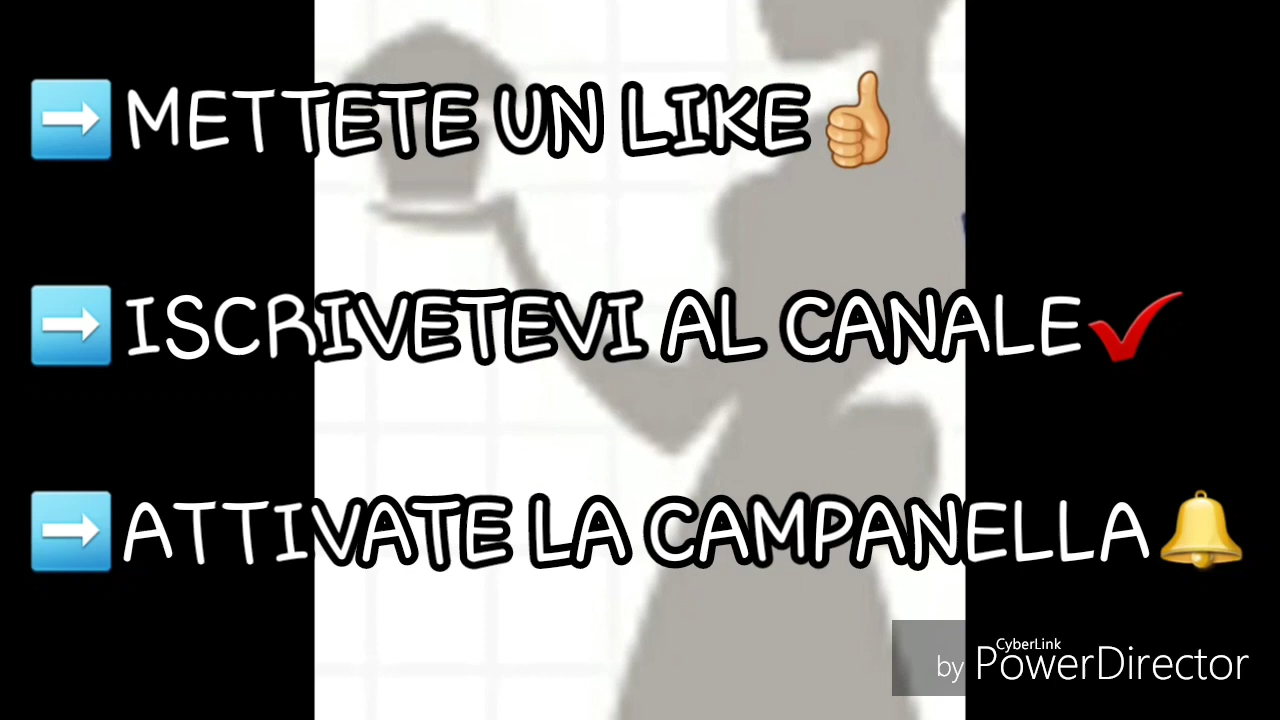 ➡️METTETE UN LIKE👍
➡️ISCRIVETEVI AL CANALE✔️
➡️ATTIVATE LA CAMPANELLA🔔
CyberLink
by PowerDirector